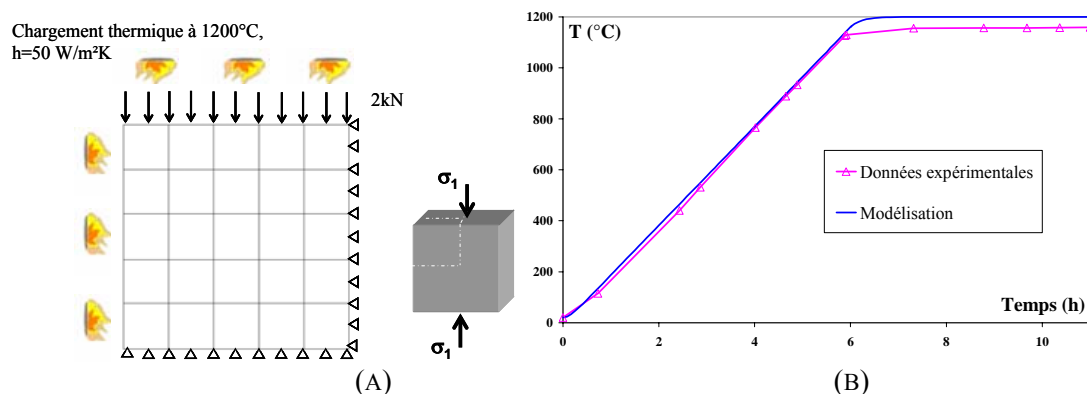 Chargement thermique à 1200°C,
h=50 W/m²K
2kN
σ1
σ1
(A)
T (°C)
1200
1000
800
600
400
200
0
0
2
4
6
8
10
Temps (h)
Données expérimentales
Modélisation
(B)